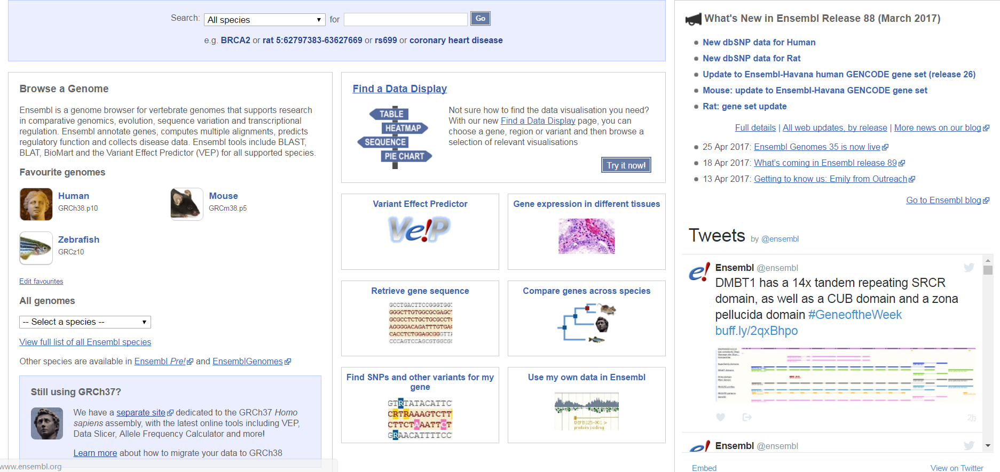 Search: All species for Go
e.g. BRCA2 or rat 5:62797383-63627669 or rs699 or coronary heart disease
Browse a Genome
Ensembl is a genome browser for vertebrate genomes that supports research
in comparative genomics, evolution, sequence variation and transcriptional
regulation. Ensembl annotate genes, computes multiple alignments, predicts
regulatory function and collects disease data. Ensembl tools include BLAST,
BLAT, BioMart and the Variant Effect Predictor (VEP) for all supported species.
Favourite genomes
Human
GRCh38.p10
Mouse
GRCm38.p5
Zebrafish
GRCz10
Edit favourites
All genomes
-- Select a species --
View full list of all Ensembl species
Other species are available in Ensembl Pre! and EnsemblGenomes
Still using GRCh37?
We have a separate site dedicated to the GRCh37 Homo
sapiens assembly, with the latest online tools including VEP,
Data Slicer, Allele Frequency Calculator and more!
Learn more about how to migrate your data to GRCh38
www.ensembl.org
Find a Data Display
TABLE
HEATMAP
SEQUENCE
PIE CHART
Not sure how to find the data visualisation you need?
With our new Find a Data Display page, you can
choose a gene, region or variant and then browse a
selection of relevant visualisations
Try it now!
Variant Effect Predictor
Ve!P
Gene expression in different tissues
Retrieve gene sequence
GCCTGACTTCCGGGTGGT
GGGCTTGTGGCGCGAGCT
GCGCCTCTGCTGCGCCTC
AGGGGACAGATTTGTGAC
CACCTCTGGAGCGGGTTA
CCCAGTCCAGCGTGGCGC
Compare genes across species
Find SNPs and other variants for my
gene
GTRTATACATTC
CRTRAAAGTCTT
CTTCTAAATTCT
GRAACATTTTCC
Use my own data in Ensembl
protein coding
What's New in Ensembl Release 88 (March 2017)
New dbSNP data for Human
New dbSNP data for Rat
Update to Ensembl-Havana human GENCODE gene set (release 26)
Mouse: update to Ensembl-Havana GENCODE gene set
Rat: gene set update
Full details | All web updates, by release | More news on our blog
25 Apr 2017: Ensembl Genomes 35 is now live
18 Apr 2017: What's coming in Ensembl release 89
13 Apr 2017: Getting to know us: Emily from Outreach
Go to Ensembl blog
Tweets by @ensembl
e!
Ensembl @ensembl
DMBT1 has a 14x tandem repeating SRCR
domain, as well as a CUB domain and a zona
pellucida domain #GeneoftheWeek
buff.ly/2qxBhpo
2h
e!
Ensembl @ensembl
Embed
View on Twitter